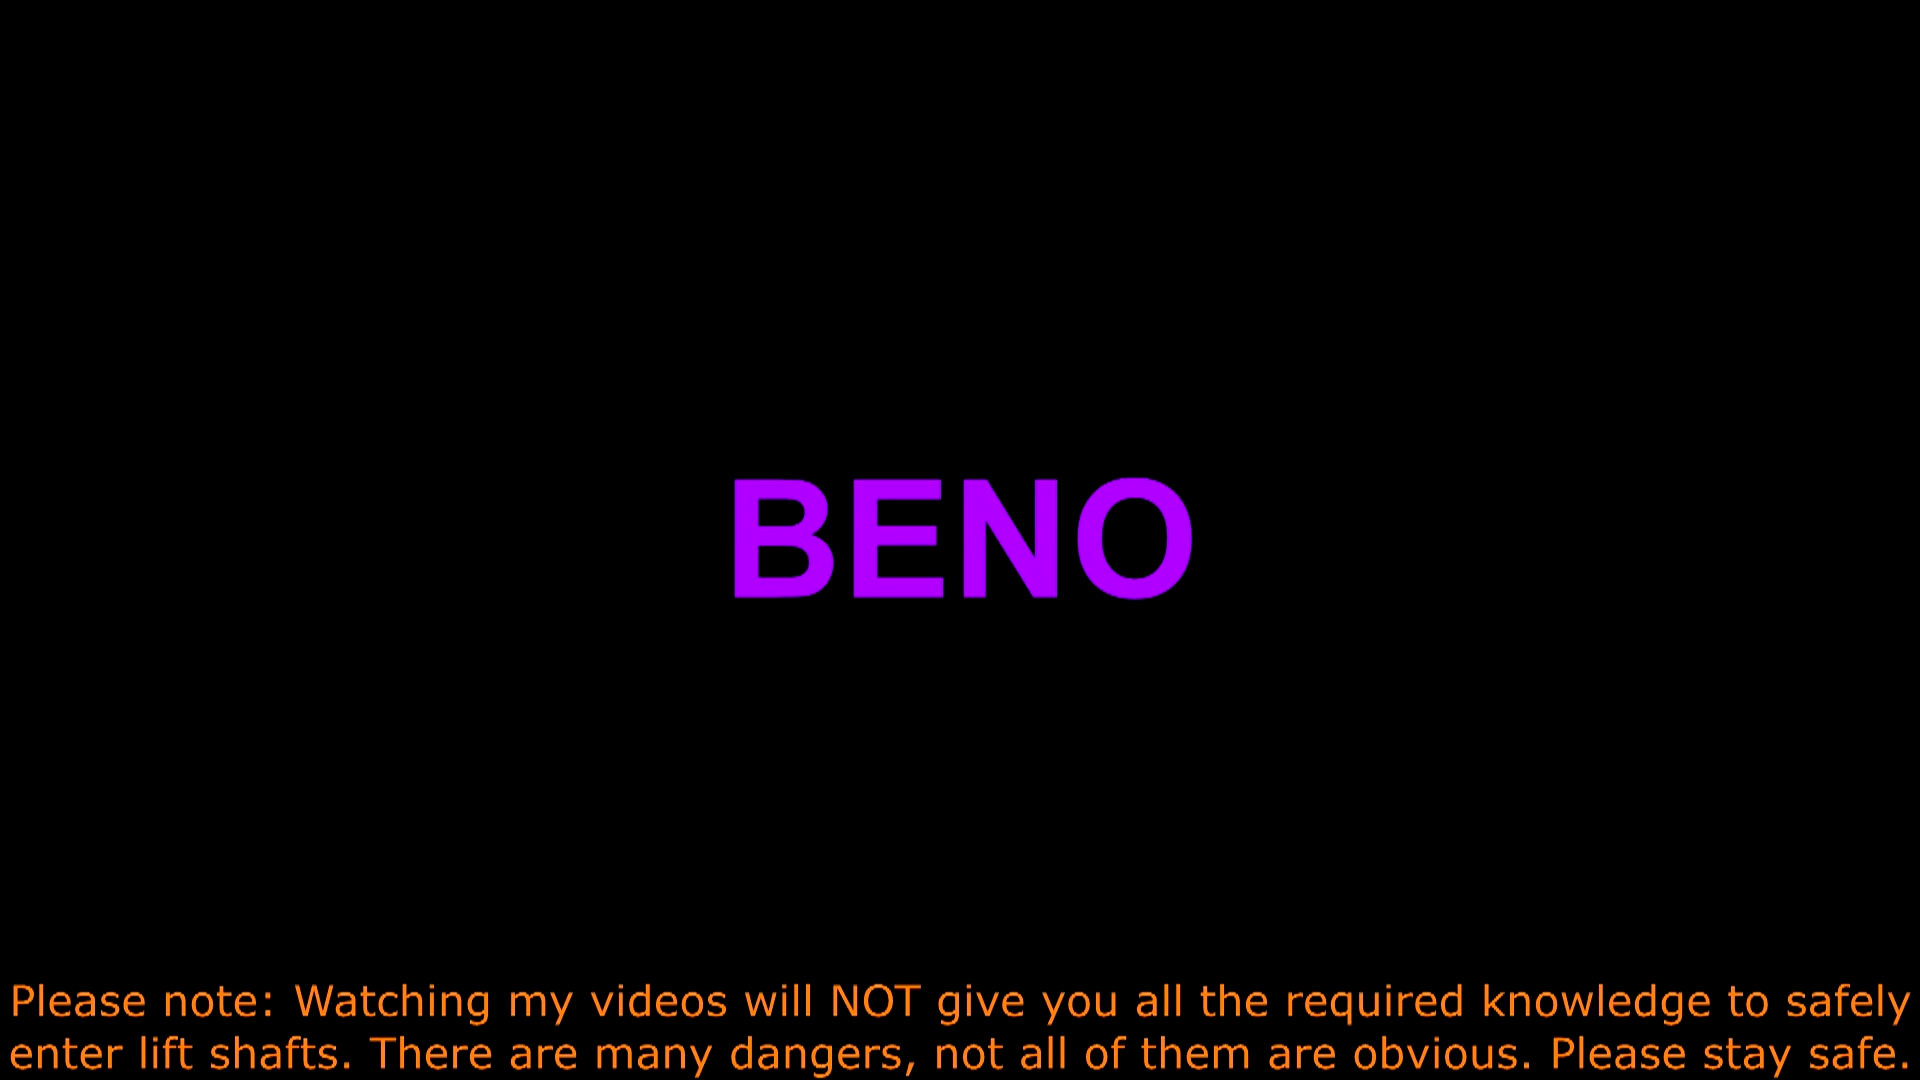 BENO
Please note: Watching my videos will NOT give you all the required knowledge to safely
enter lift shafts. There are many dangers, not all of them are obvious. Please stay safe.